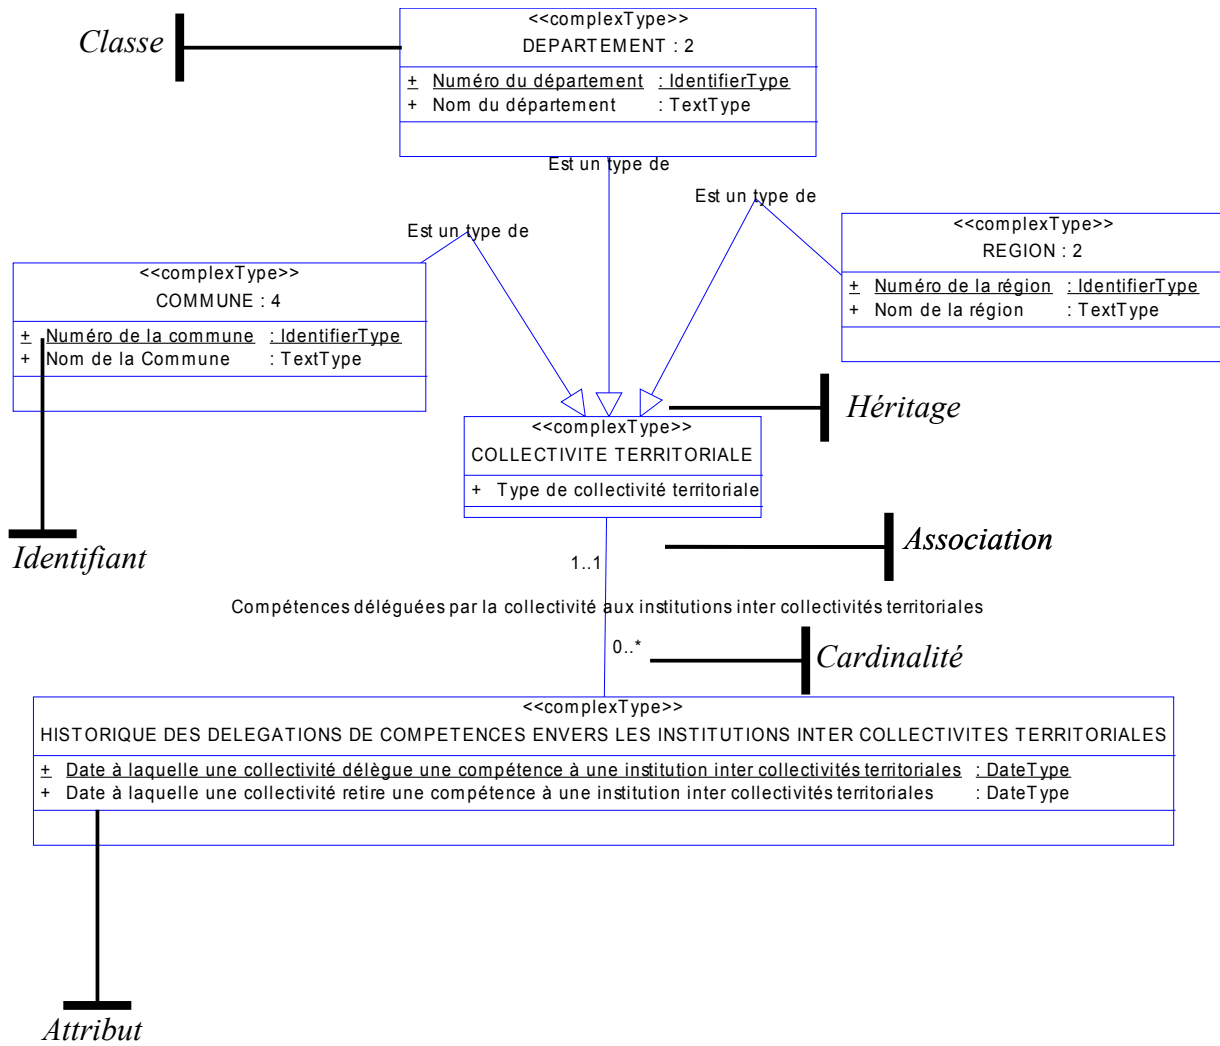 Classe
<<complexType>>
DEPARTEMENT : 2
+ Numéro du département : IdentifierType
+ Nom du département : TextType
Est un type de
Est un type de
Est un type de
<<complexType>>
REGION : 2
+ Numéro de la région : IdentifierType
+ Nom de la région : TextType
<<complexType>>
COMMUNE : 4
+ Numéro de la commune : IdentifierType
+ Nom de la Commune : TextType
Héritage
<<complexType>>
COLLECTIVITE TERRITORIALE
+ Type de collectivité territoriale
Identifiant
Association
1..1
Compétences déléguées par la collectivité aux institutions inter collectivités territoriales
0..*
Cardinalité
<<complexType>>
HISTORIQUE DES DELEGATIONS DE COMPETENCES ENVERS LES INSTITUTIONS INTER COLLECTIVITES TERRITORIALES
+ Date à laquelle une collectivité délègue une compétence à une institution inter collectivités territoriales : DateType
+ Date à laquelle une collectivité retire une compétence à une institution inter collectivités territoriales : DateType
Attribut